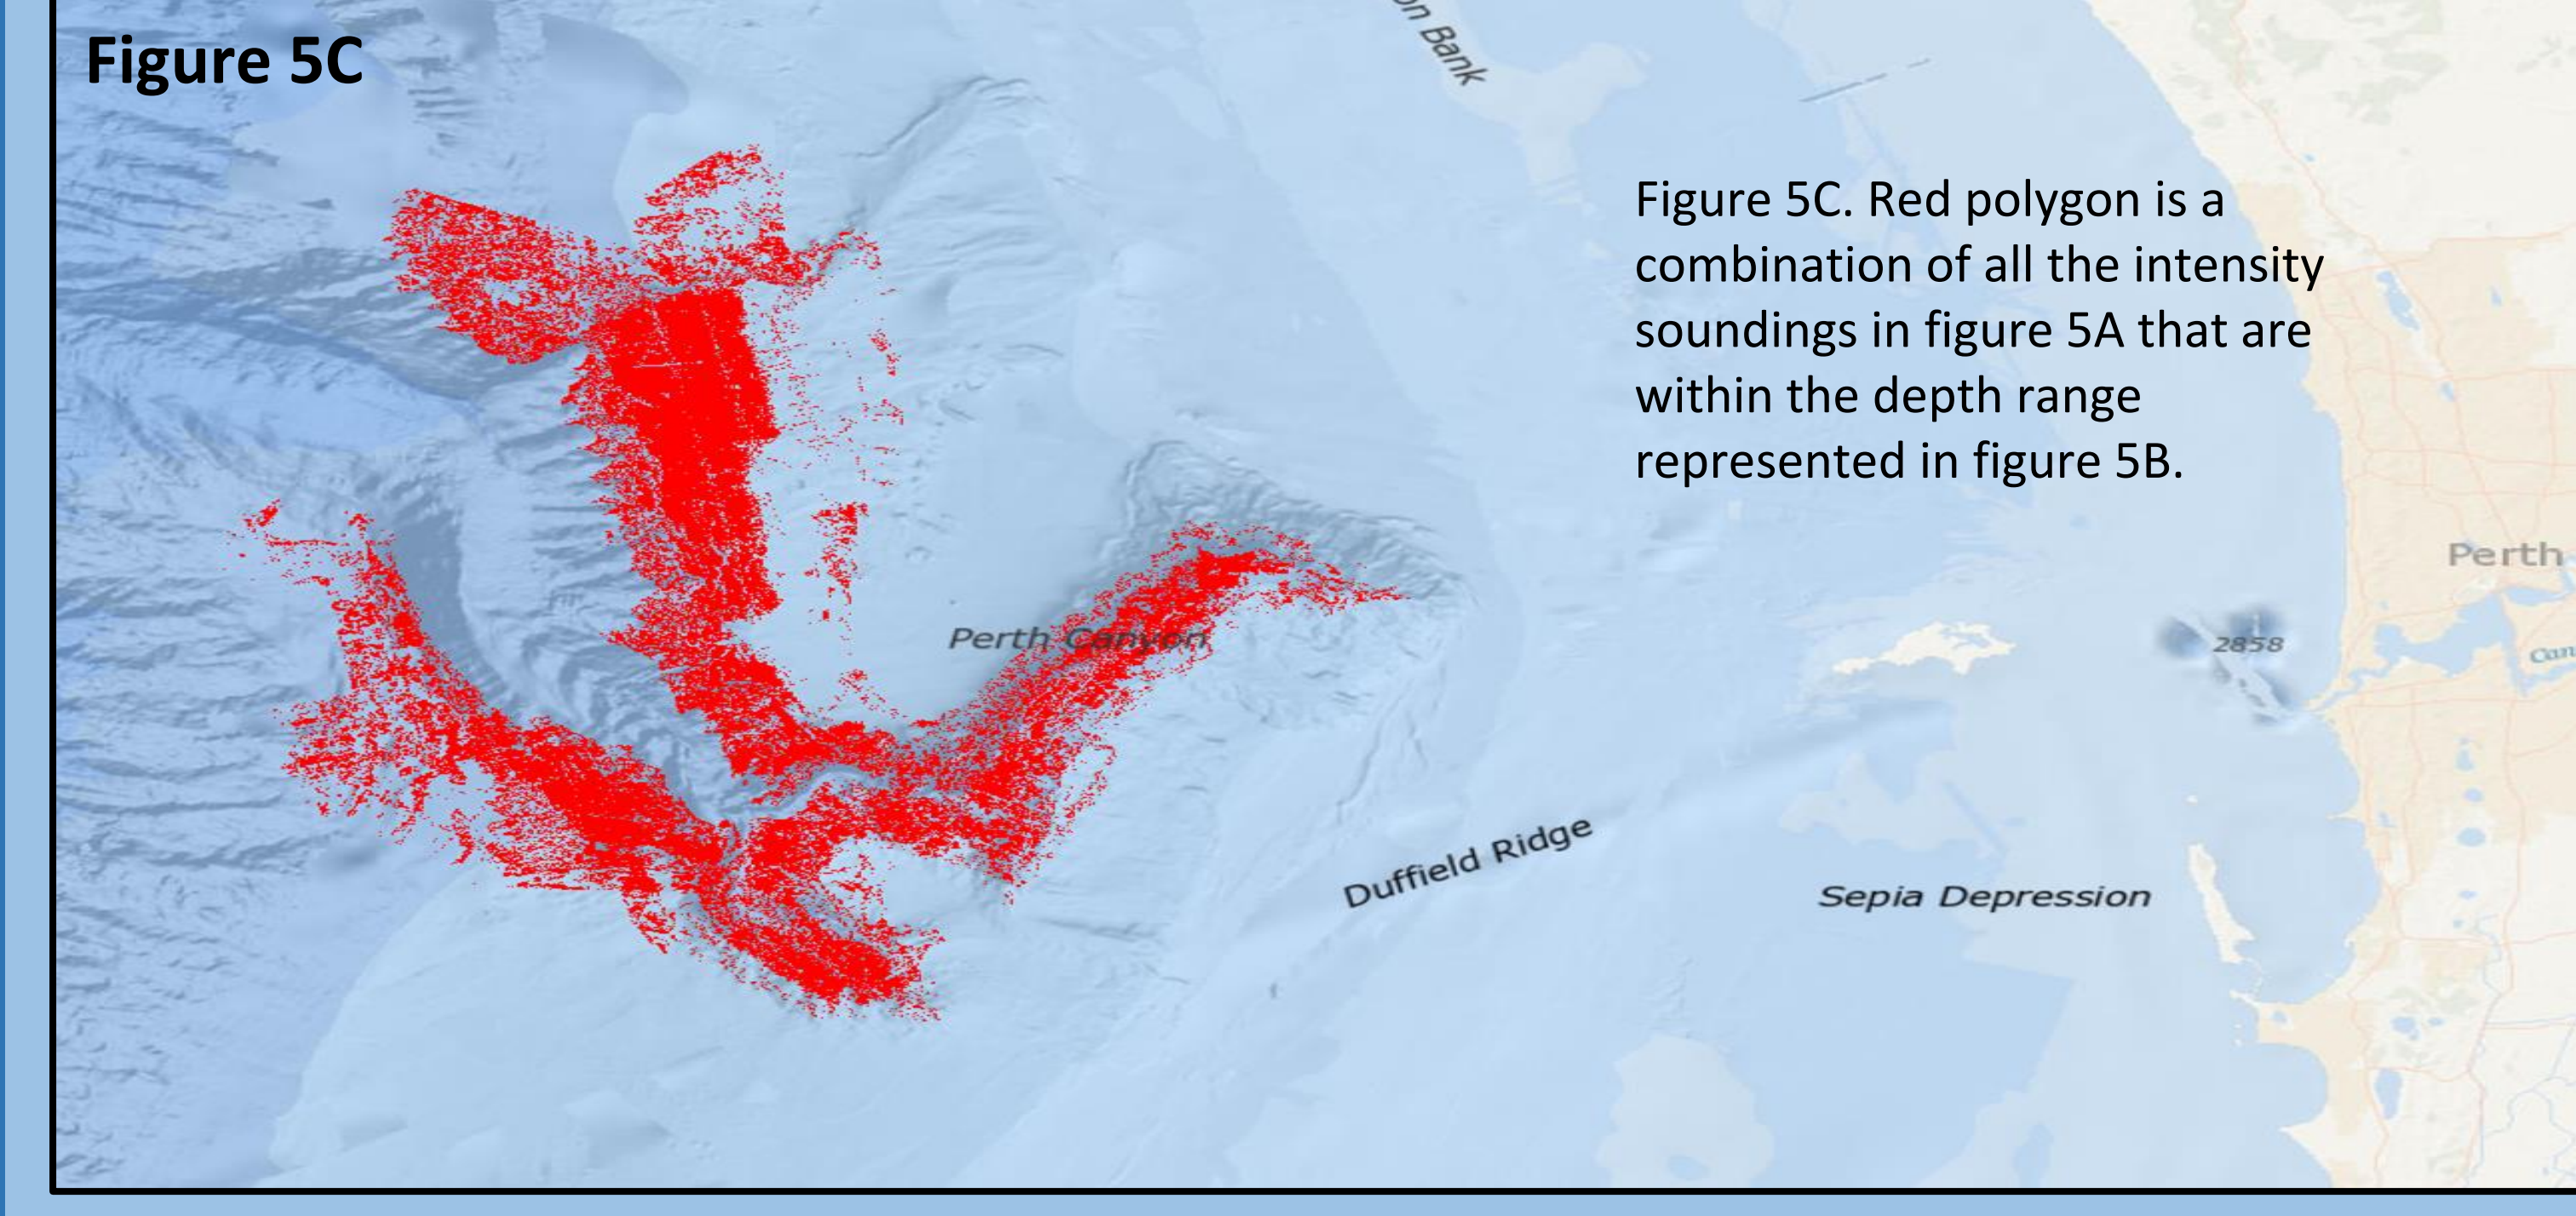 on Bank
Figure 5C
Figure 5C. Red polygon is a
combination of all the intensity
soundings in figure 5A that are
within the depth range
represented in figure 5B.
Perth
Perth Canyon
2858
Can
Duffield Ridge
Sepia Depression